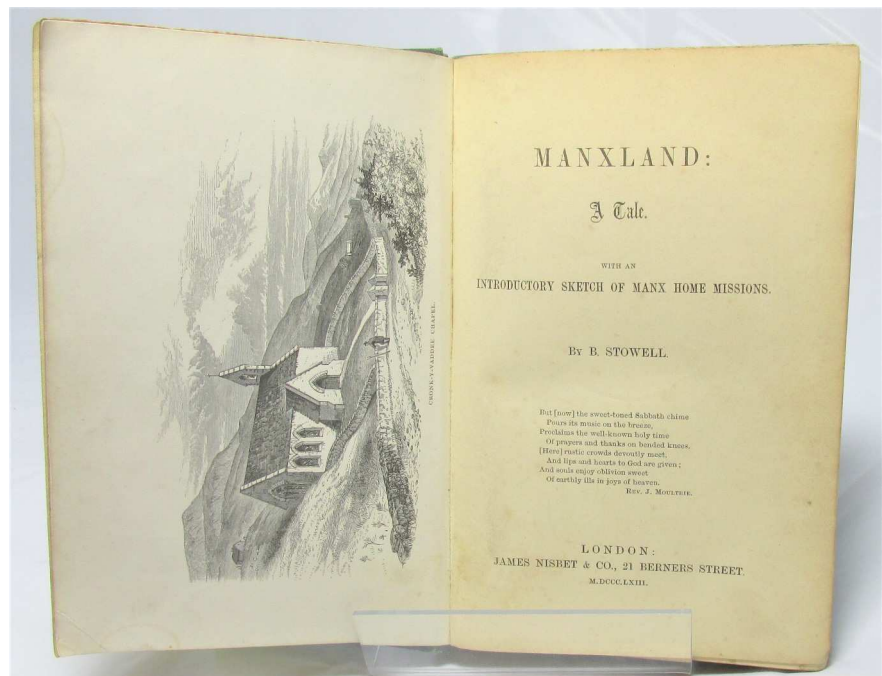 CRONK-Y-VADDEE CHAPEL.
MANXLAND:
A Tale.
WITH AN
INTRODUCTORY SKETCH OF MANX HOME MISSIONS.
BY B. STOWELL.
But [now] the sweet-toned Sabbath chime
Pours its music on the breeze,
Proclaims the well-known holy time
Of prayers and thanks on bended knees.
[Here] rustic crowds devoutly meet,
And lips and hearts to God are given;
And souls enjoy oblivion sweet
Of earthly ills in joys of heaven.
REV. J. MOULTRIE.
LONDON:
JAMES NISBET & CO., 21 BERNERS STREET.
M.DCCC.LXIII.